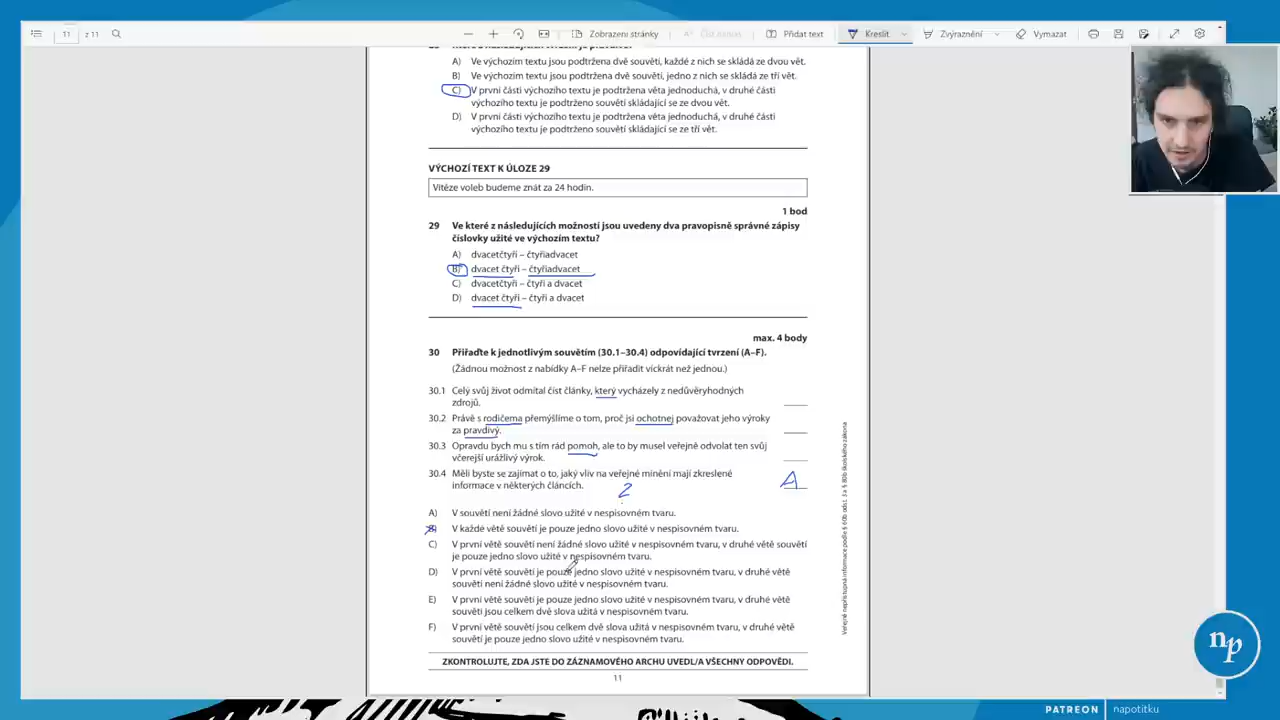 11 z 11
Zobrazení stránky
Přidat text
Kreslit
Zvýraznění
Vymazat
A) Ve výchozím textu jsou podtržena dvě souvětí, každé z nich se skládá ze dvou vět.
B) Ve výchozím textu jsou podtržena dvě souvětí, jedno z nich se skládá ze tří vět.
C) V první části výchozího textu je podtržena věta jednoduchá, v druhé části
výchozího textu je podtrženo souvětí skládající se ze dvou vět.
D) V první části výchozího textu je podtržena věta jednoduchá, v druhé části
výchozího textu je podtrženo souvětí skládající se ze tří vět.
VÝCHOZÍ TEXT K ÚLOZE 29
Vítěze voleb budeme znát za 24 hodin.
1 bod
29 Ve které z následujících možností jsou uvedeny dva pravopisně správné zápisy
číslovky užité ve výchozím textu?
A) dvacetčtyři – čtyřiadvacet
B) dvacet čtyři – čtyřiadvacet
C) dvacetčtyři – čtyři a dvacet
D) dvacet čtyři – čtyři a dvacet
max. 4 body
30 Přiřaďte k jednotlivým souvětím (30.1–30.4) odpovídající tvrzení (A–F).
(Žádnou možnost z nabídky A–F nelze přiřadit víckrát než jednou.)
30.1 Celý svůj život odmítal číst články, který vycházely z nedůvěryhodných
zdrojů.
30.2 Právě s rodičema přemýšlíme o tom, proč jsi ochotnej považovat jeho výroky
za pravdivý.
30.3 Opravdu bych mu s tím rád pomoh, ale to by musel veřejně odvolat ten svůj
včerejší urážlivý výrok.
30.4 Měli byste se zajímat o to, jaký vliv na veřejné mínění mají zkreslené
informace v některých článcích.
A
2
A) V souvětí není žádné slovo užité v nespisovném tvaru.
B) V každé větě souvětí je pouze jedno slovo užité v nespisovném tvaru.
C) V první větě souvětí není žádné slovo užité v nespisovném tvaru, v druhé větě souvětí
je pouze jedno slovo užité v nespisovném tvaru.
D) V první větě souvětí je pouze jedno slovo užité v nespisovném tvaru, v druhé větě
souvětí není žádné slovo užité v nespisovném tvaru.
E) V první větě souvětí je pouze jedno slovo užité v nespisovném tvaru, v druhé větě
souvětí jsou celkem dvě slova užitá v nespisovném tvaru.
F) V první větě souvětí jsou celkem dvě slova užitá v nespisovném tvaru, v druhé větě
souvětí je pouze jedno slovo užité v nespisovném tvaru.
ZKONTROLUJTE, ZDA JSTE DO ZÁZNAMOVÉHO ARCHU UVEDL/A VŠECHNY ODPOVĚDI.
11
Veřejně nepřístupná informace podle § 60b odst. 3 a § 80b školského zákona
np
PATREON napotitku